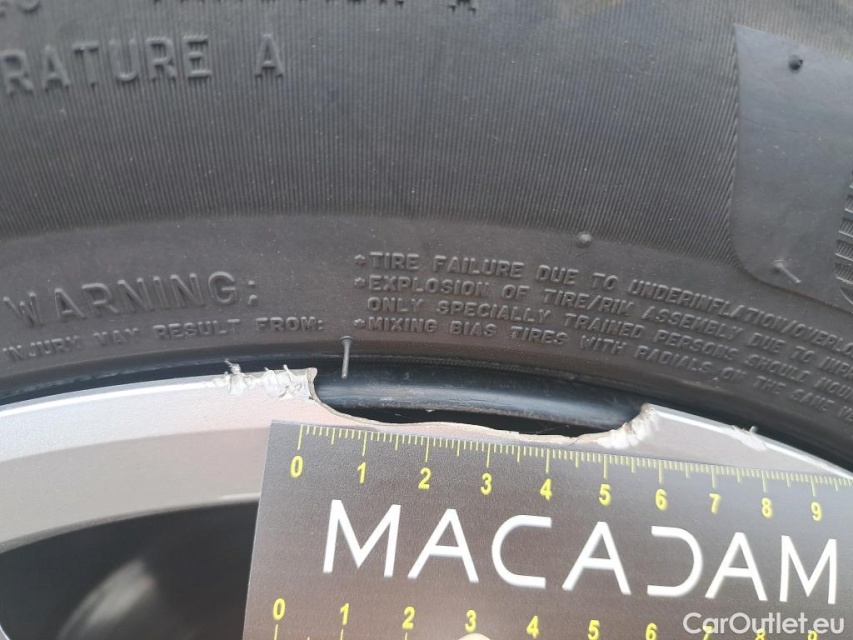 RATURE A
WARNING:
INJURY MAY RESULT FROM:
*TIRE FAILURE DUE TO UNDERINFLATION/OVERLO
*EXPLOSION OF TIRE/RIM ASSEMBLY DUE TO
ONLY SPECIALLY TRAINED PERSONS SHOULD MOU
*MIXING BIAS TIRES WITH RADIALS OF THE SAME
0 1 2 3 4 5 6 7 8 9
MACADAM
0 1 2 3 4 5 6
CarOutlet.eu